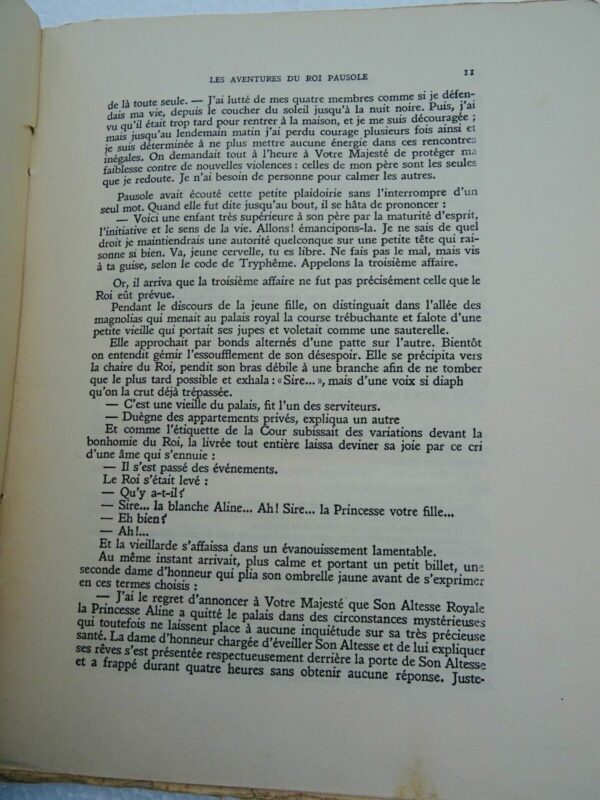 LES AVENTURES DU ROI PAUSOLE 11
de là toute seule. — J'ai lutté de mes quatre membres comme si je défen-
dais ma vie, depuis le coucher du soleil jusqu'à la nuit noire. Puis, j'ai
vu qu'il était trop tard pour rentrer à la maison, et je me suis découragée ;
mais jusqu'au lendemain matin j'ai perdu courage plusieurs fois ainsi et
je suis déterminée à ne plus mettre aucune énergie dans ces rencontres
inégales. On demandait tout à l'heure à Votre Majesté de protéger ma
faiblesse contre de nouvelles violences : celles de mon père sont les seules
que je redoute. Je n'ai besoin de personne pour calmer les autres.
Pausole avait écouté cette petite plaidoirie sans l'interrompre d'un
seul mot. Quand elle fut dite jusqu'au bout, il se hâta de prononcer :
— Voici une enfant très supérieure à son père par la maturité d'esprit,
l'initiative et le sens de la vie. Allons! émancipons-la. Je ne sais de quel
droit je maintiendrais une autorité quelconque sur une petite tête qui rai-
sonne si bien. Va, jeune cervelle, tu es libre. Ne fais pas le mal, mais vis
à ta guise, selon le code de Tryphême. Appelons la troisième affaire.
Or, il arriva que la troisième affaire ne fut pas précisément celle que le
Roi eût prévue.
Pendant le discours de la jeune fille, on distinguait dans l'allée des
magnolias qui menait au palais royal la course trébuchante et falote d'une
petite vieille qui portait ses jupes et voletait comme une sauterelle.
Elle approchait par bonds alternés d'une patte sur l'autre. Bientôt
on entendit gémir l'essoufflement de son désespoir. Elle se précipita vers
la chaire du Roi, pendit son bras débile à une branche afin de ne tomber
que le plus tard possible et exhala : «Sire... », mais d'une voix si diaph
qu'on la crut déjà trépassée.
— C'est une vieille du palais, fit l'un des serviteurs.
— Duègne des appartements privés, expliqua un autre
Et comme l'étiquette de la Cour subissait des variations devant la
bonhomie du Roi, la livrée tout entière laissa deviner sa joie par ce cri
d'une âme qui s'ennuie :
— Il s'est passé des événements.
Le Roi s'était levé :
— Qu'y a-t-il?
— Sire... la blanche Aline... Ah! Sire... la Princesse votre fille...
— Eh bien?
— Ah!...
Et la vieillarde s'affaissa dans un évanouissement lamentable.
Au même instant arrivait, plus calme et portant un petit billet, une
seconde dame d'honneur qui plia son ombrelle jaune avant de s'exprimer
en ces termes choisis :
— J'ai le regret d'annoncer à Votre Majesté que Son Altesse Royale
la Princesse Aline a quitté le palais dans des circonstances mystérieuses
qui toutefois ne laissent place à aucune inquiétude sur sa très précieuse
santé. La dame d'honneur chargée d'éveiller Son Altesse et de lui expliquer
ses rêves s'est présentée respectueusement derrière la porte de Son Altesse
et a frappé durant quatre heures sans obtenir aucune réponse. Juste-